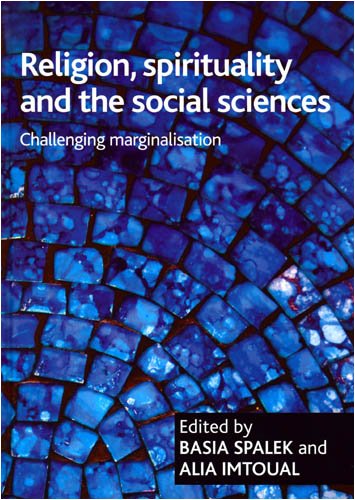 Religion, spirituality
and the social sciences
Challenging marginalisation
Edited by
BASIA SPALEK and
ALIA IMTOUAL